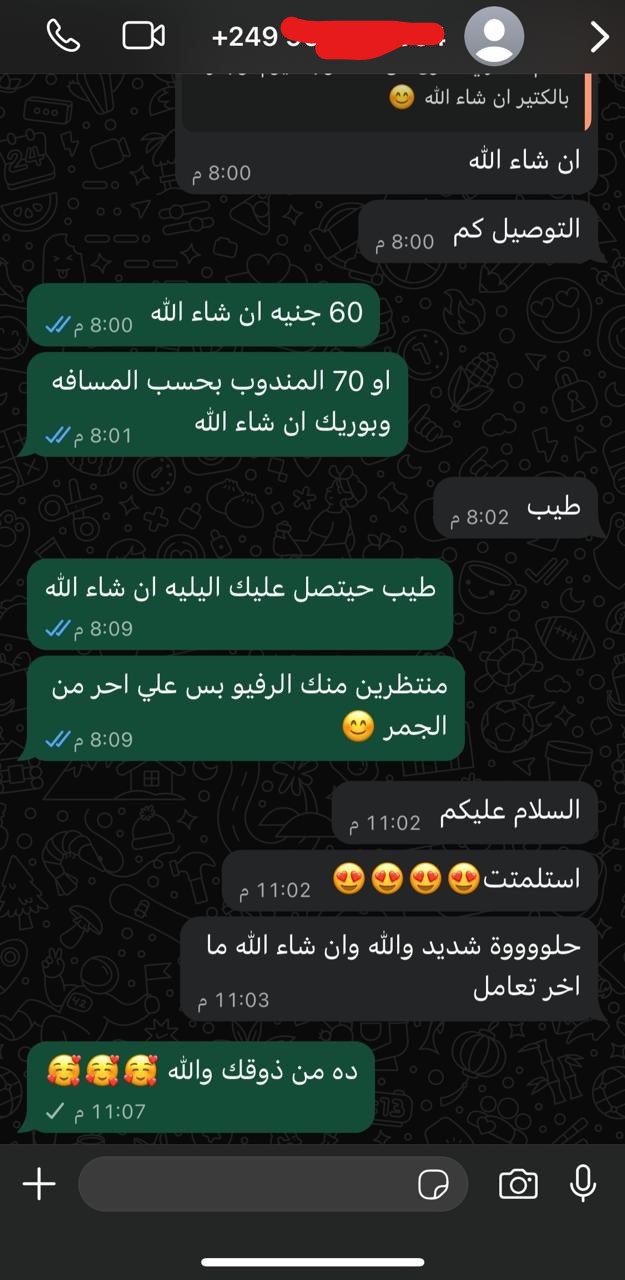 +249
بالكتير ان شاء الله 😊
ان شاء الله
8:00 م
التوصيل كم
8:00 م
60 جنيه ان شاء الله
8:00 م
او 70 المندوب بحسب المسافه
وبوريك ان شاء الله
8:01 م
طيب
8:02 م
طيب حيتصل عليك اليليه ان شاء الله
8:09 م
منتظرين منك الرفيو بس علي احر من
الجمر 😊
8:09 م
السلام عليكم
11:02 م
استلمتت😍😍😍😍
11:02 م
حلووووة شديد والله وان شاء الله ما
اخر تعامل
11:03 م
ده من ذوقك والله 🥰🥰🥰
11:07 م